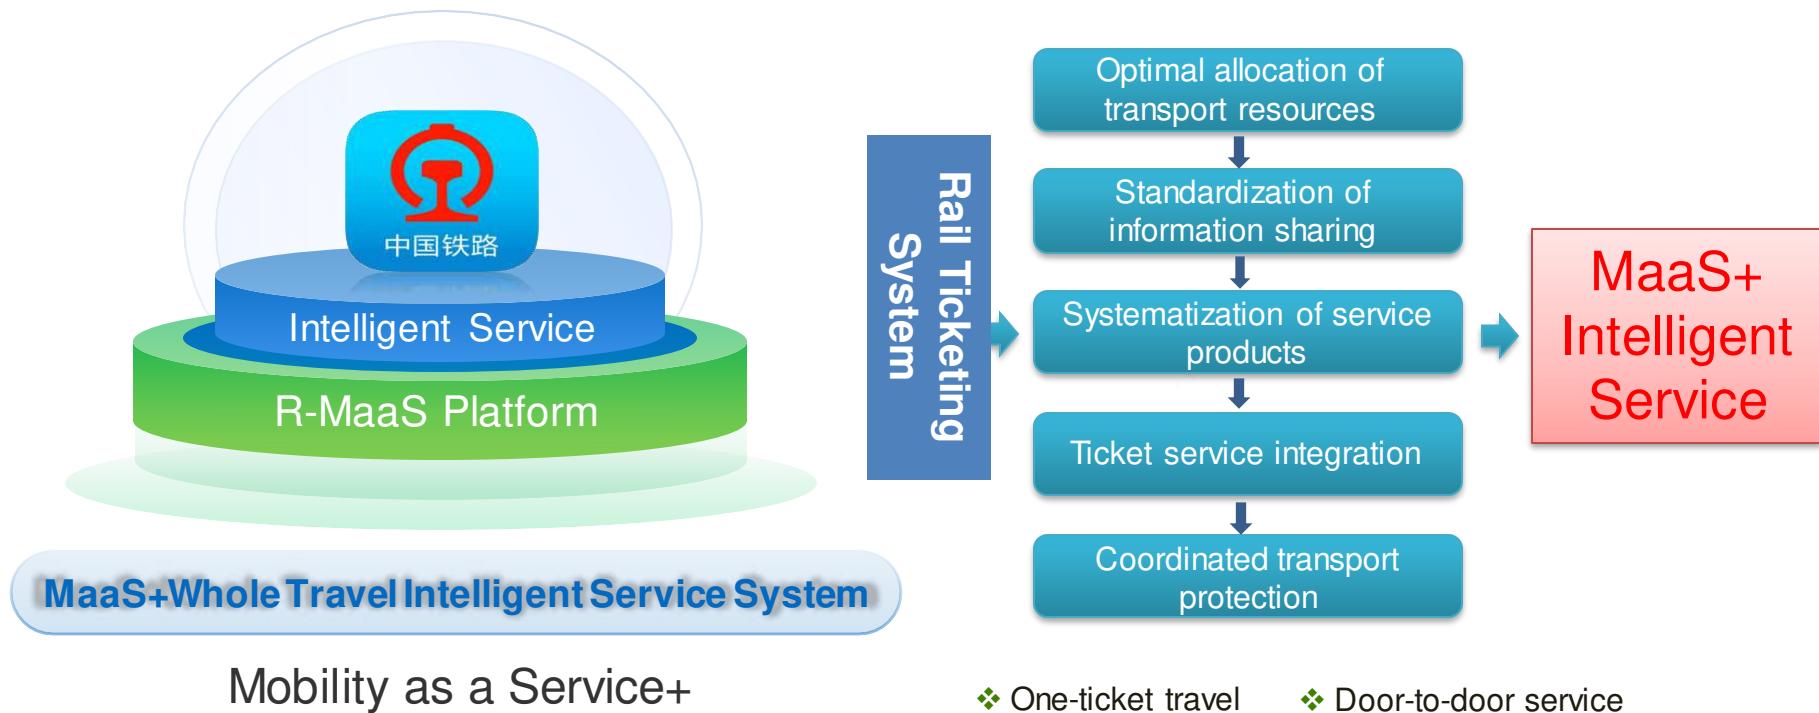 中国铁路
Intelligent Service
R-MaaS Platform
MaaS+Whole Travel Intelligent Service System
Mobility as a Service+
Rail Ticketing
System
Optimal allocation of
transport resources
Standardization of
information sharing
Systematization of service
products
Ticket service integration
Coordinated transport
protection
MaaS+
Intelligent
Service
One-ticket travel
Door-to-door service